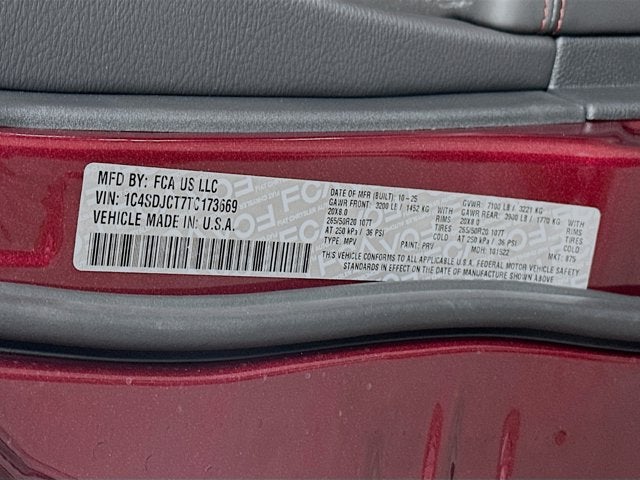 MFD BY: FCA US LLC
VIN: 1C4SDJCT7TC173669
VEHICLE MADE IN: U.S.A.
DATE OF MFR (BUILT): 10-25 GVWR: 7100 LB / 3221 KG
GAWR FRONT: 3200 LB / 1452 KG GAWR REAR: 3900 LB / 1770 KG
20X8.0 RIMS 20X8.0 RIMS
265/50R20 107T TIRES 265/50R20 107T TIRES
AT 250 kPa / 36 PSI COLD AT 250 kPa / 36 PSI COLD
TYPE: MPV PAINT: PRV MDH: 101522 MKT: 875
THIS VEHICLE CONFORMS TO ALL APPLICABLE U.S.A. FEDERAL MOTOR VEHICLE SAFETY
STANDARDS IN EFFECT ON THE DATE OF MANUFACTURE SHOWN ABOVE